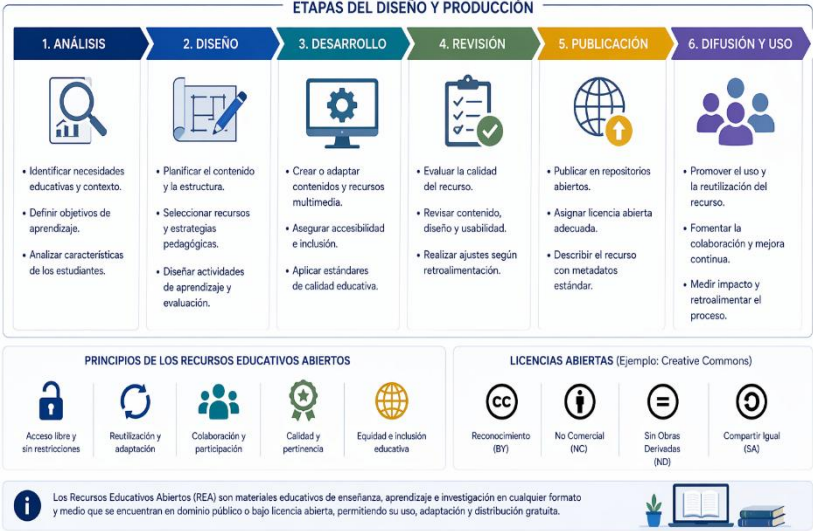 ETAPAS DEL DISEÑO Y PRODUCCIÓN
1. ANÁLISIS
2. DISEÑO
3. DESARROLLO
4. REVISIÓN
5. PUBLICACIÓN
6. DIFUSIÓN Y USO
• Identificar necesidades
educativas y contexto.
• Definir objetivos de
aprendizaje.
• Analizar características
de los estudiantes.
• Planificar el contenido
y la estructura.
• Seleccionar recursos
y estrategias
pedagógicas.
• Diseñar actividades
de aprendizaje y
evaluación.
• Crear o adaptar
contenidos y recursos
multimedia.
• Asegurar accesibilidad
e inclusión.
• Aplicar estándares
de calidad educativa.
• Evaluar la calidad
del recurso.
• Revisar contenido,
diseño y usabilidad.
• Realizar ajustes según
retroalimentación.
• Publicar en repositorios
abiertos.
• Asignar licencia abierta
adecuada.
• Describir el recurso
con metadatos
estándar.
• Promover el uso y
la reutilización del
recurso.
• Fomentar la
colaboración y mejora
continua.
• Medir impacto y
retroalimentar el
proceso.
PRINCIPIOS DE LOS RECURSOS EDUCATIVOS ABIERTOS
Acceso libre y
sin restricciones
Reutilización y
adaptación
Colaboración y
participación
Calidad y
pertinencia
Equidad e inclusión
educativa
LICENCIAS ABIERTAS (Ejemplo: Creative Commons)
cc
Reconocimiento
(BY)
No Comercial
(NC)
=
Sin Obras
Derivadas
(ND)
Compartir Igual
(SA)
i
Los Recursos Educativos Abiertos (REA) son materiales educativos de enseñanza, aprendizaje e investigación en cualquier formato
y medio que se encuentran en dominio público o bajo licencia abierta, permitiendo su uso, adaptación y distribución gratuita.